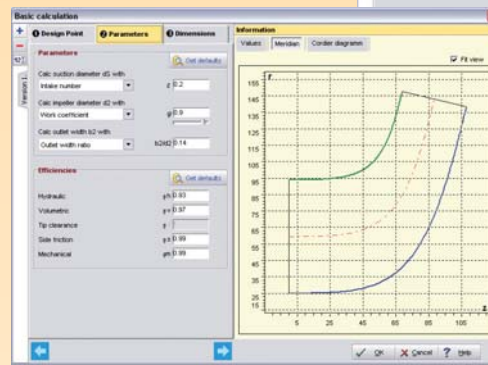 Basic calculation
Design Point
Parameters
Dimensions
Version 1
Parameters
Get defaults
Calc suction diameter dS with
Intake number
ε 0.2
Calc impeller diameter d2 with
Work coefficient
0.9
Calc outlet width b2 with
Outlet width ratio
b2/d2 0.14
Efficiencies
Get defaults
Hydraulic
0.93
Volumetric
0.97
Tip clearance
Side friction
0.99
Mechanical
0.99
Information
Values
Meridian
Cordier diagramm
Fit view
r
155
145
135
125
115
105
95
85
75
65
55
45
35
25
15
5
25
45
65
85
105
z
OK
Cancel
? Help